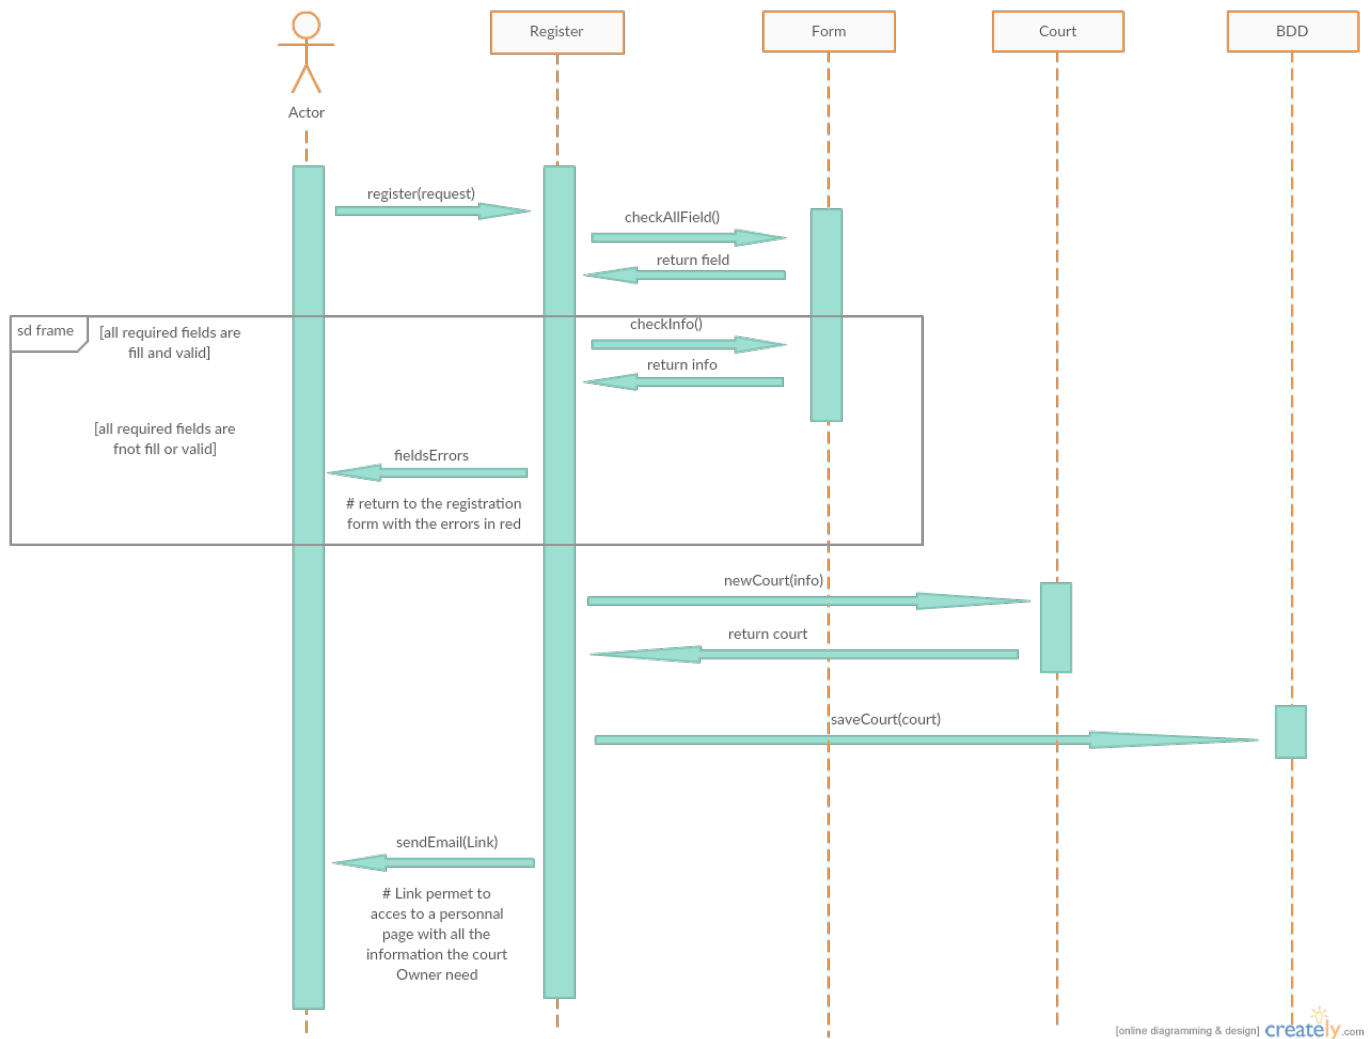 Register
Form
Court
BDD
Actor
register(request)
checkAllField()
return field
sd frame
[all required fields are
fill and valid]
checkInfo()
return info
[all required fields are
fnot fill or valid]
fieldsErrors
# return to the registration
form with the errors in red
newCourt(info)
return court
saveCourt(court)
sendEmail(Link)
# Link permet to
acces to a personnal
page with all the
information the court
Owner need
[online diagramming & design] creately.com